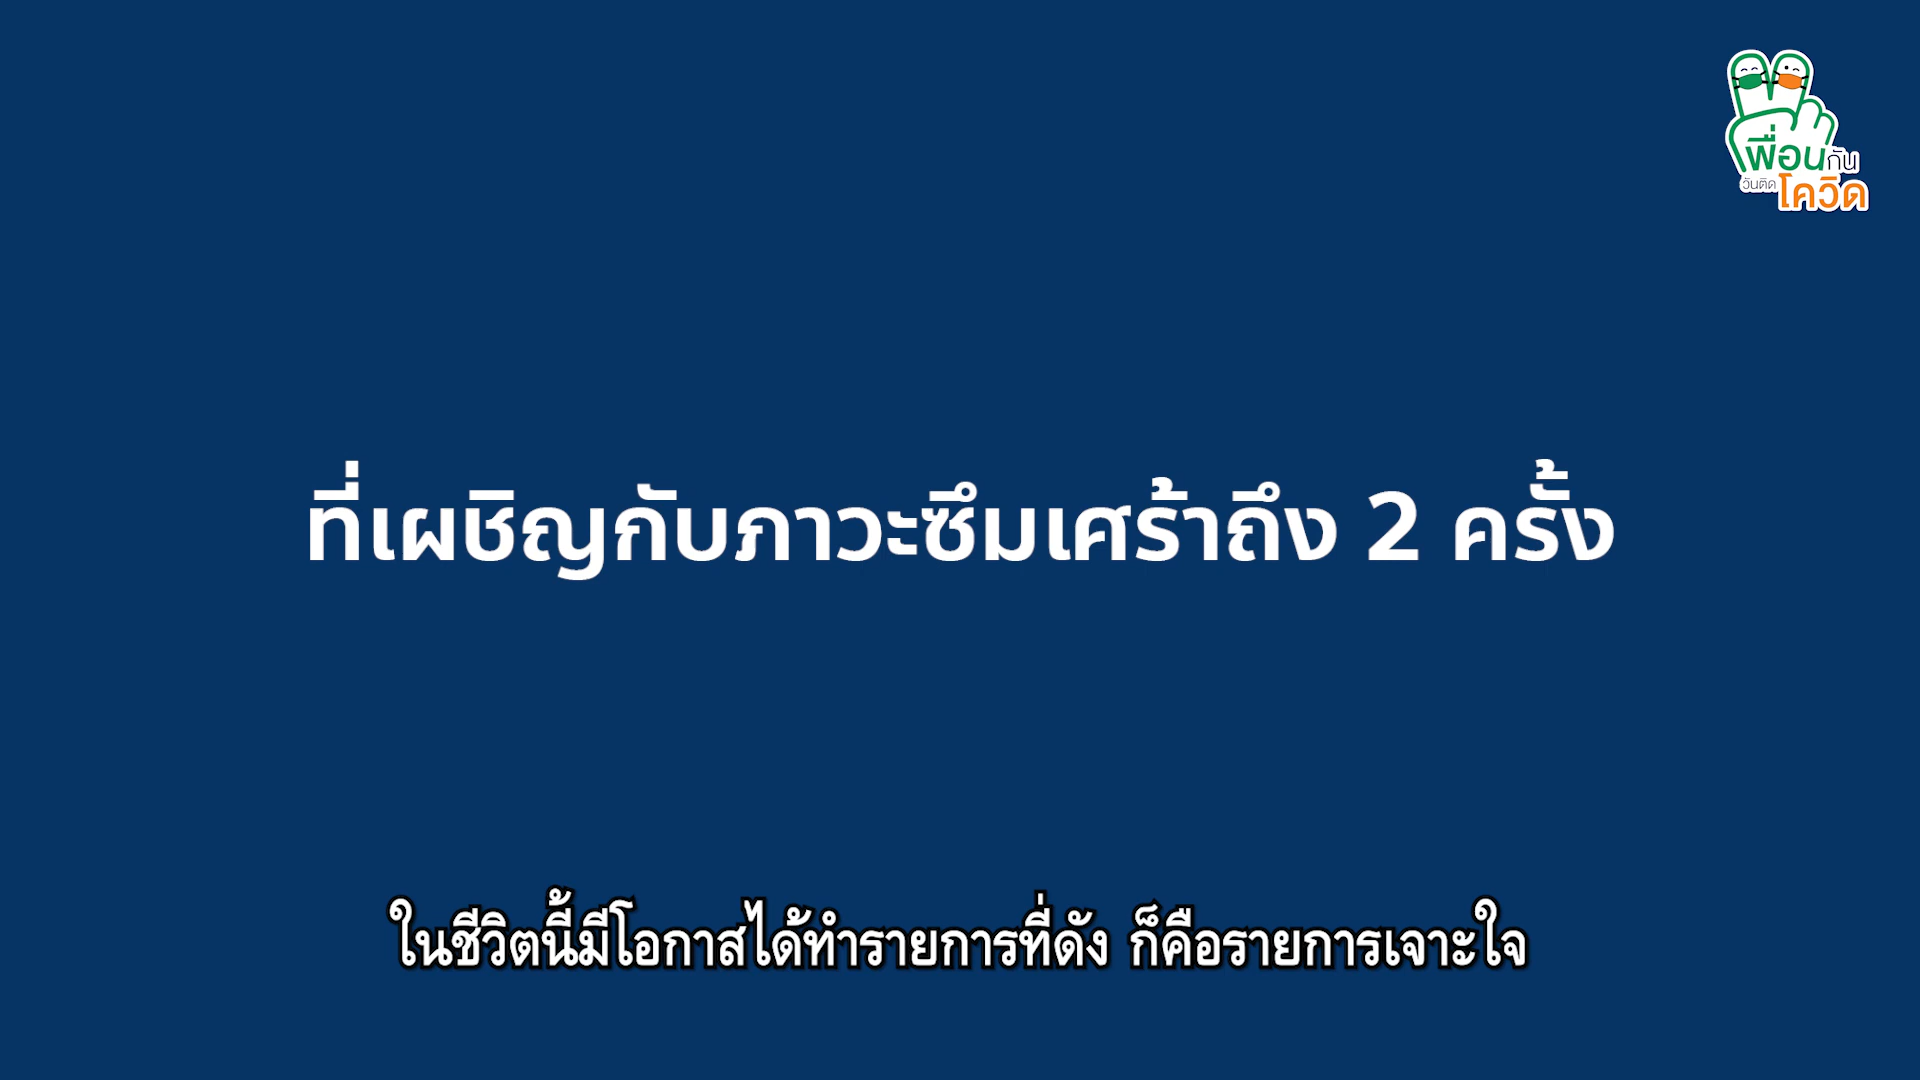 เพื่อนกัน
วันติด โควิด
ที่เผชิญกับภาวะซึมเศร้าถึง 2 ครั้ง
ในชีวิตนี้มีโอกาสได้ทำรายการที่ดัง ก็คือรายการเจาะใจ